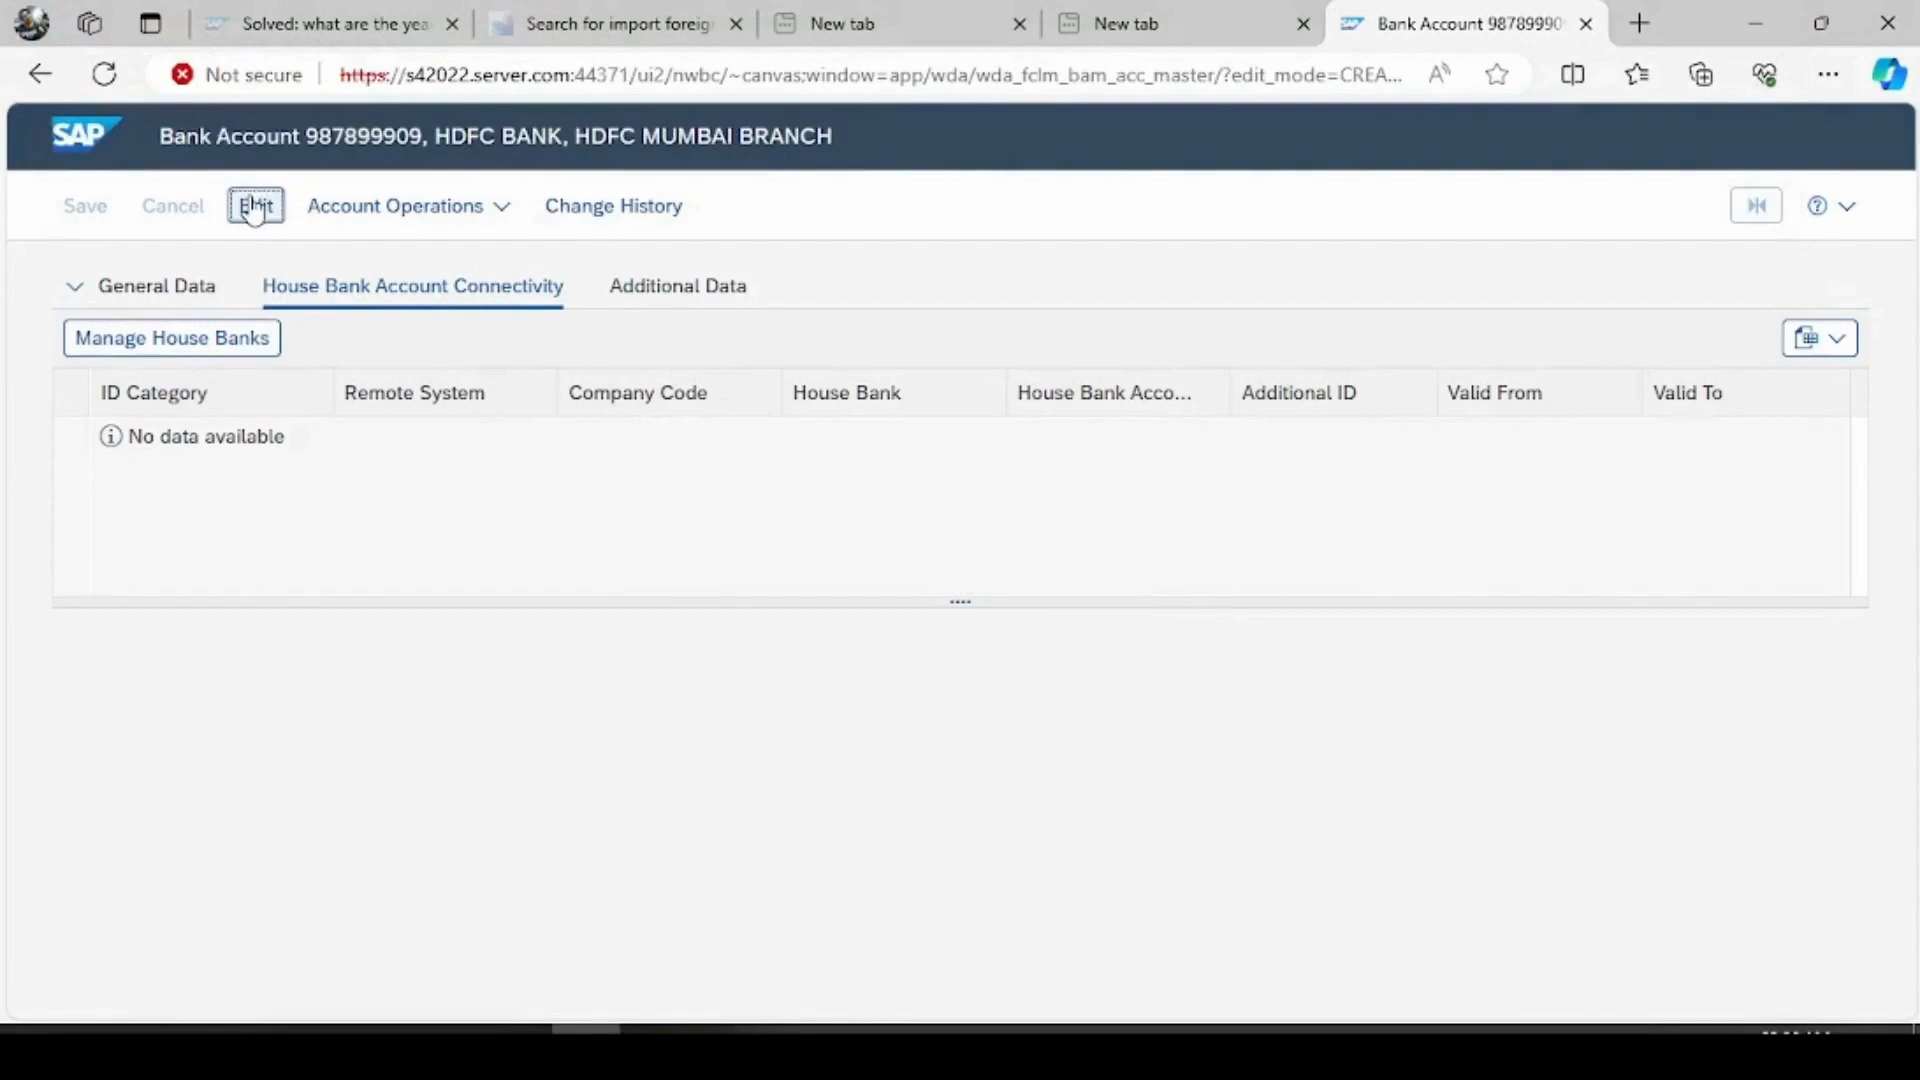 Solved: what are the yea
Search for import foreig
New tab
New tab
Bank Account 98789990
Not secure
https://s42022.server.com:44371/ui2/nwbc/~canvas;window=app/wda/wda_fclm_bam_acc_master/?edit_mode=CREA...
SAP Bank Account 987899909, HDFC BANK, HDFC MUMBAI BRANCH
Save Cancel Edit Account Operations Change History
General Data House Bank Account Connectivity Additional Data
Manage House Banks
ID Category Remote System Company Code House Bank House Bank Acco... Additional ID Valid From Valid To
No data available